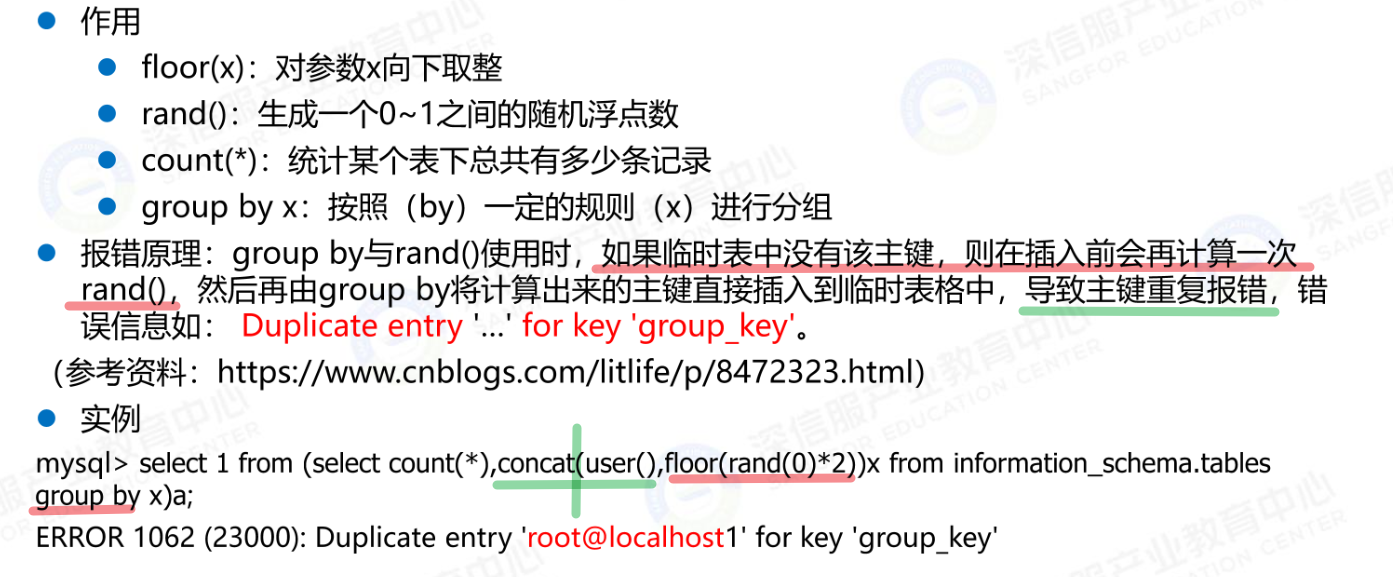 作用
floor(x)：对参数x向下取整
rand()：生成一个0~1之间的随机浮点数
count(*)：统计某个表下总共有多少条记录
group by x：按照（by）一定的规则（x）进行分组
报错原理：group by与rand()使用时，如果临时表中没有该主键，则在插入前会再计算一次
rand()，然后再由group by将计算出来的主键直接插入到临时表格中，导致主键重复报错，错
误信息如： Duplicate entry '...' for key 'group_key'。
（参考资料：https://www.cnblogs.com/litlife/p/8472323.html）
实例
mysql> select 1 from (select count(*),concat(user(),floor(rand(0)*2))x from information_schema.tables
group by x)a;
ERROR 1062 (23000): Duplicate entry 'root@localhost1' for key 'group_key'
深信服产业教育中心
SANGFOR EDUCATION CENTER